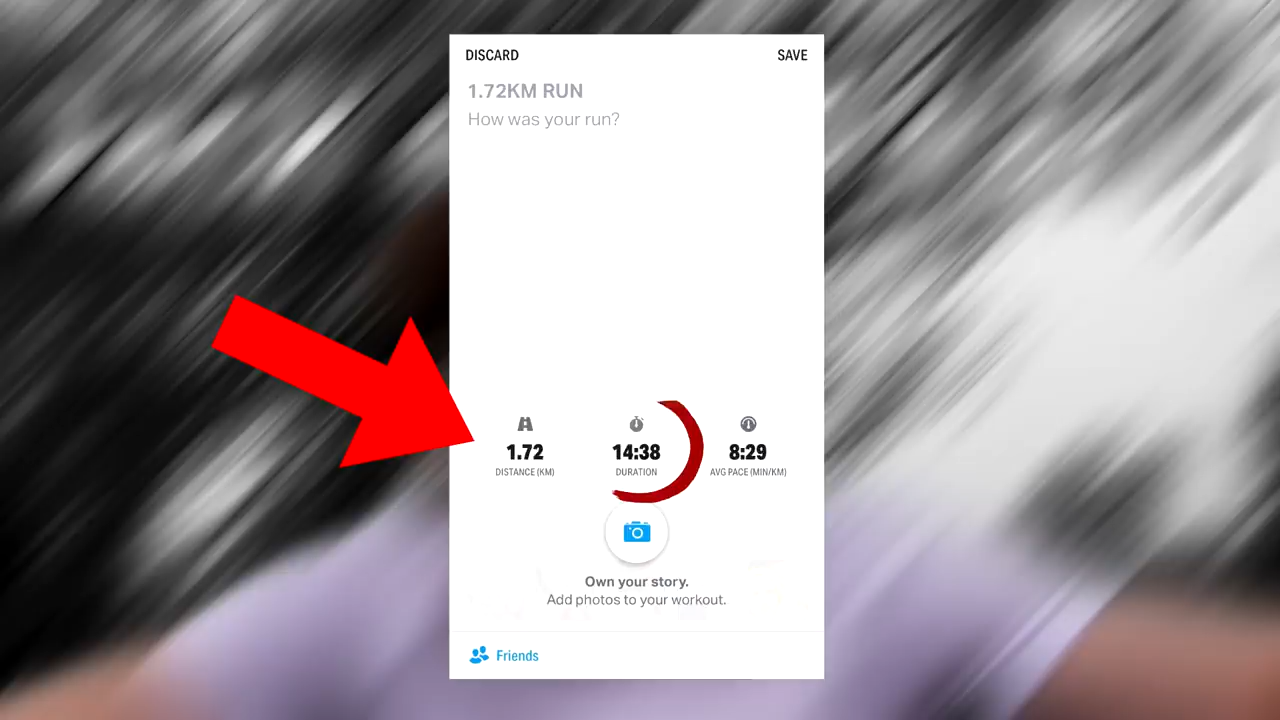 DISCARD SAVE
1.72KM RUN
How was your run?
1.72 14:38 8:29
DISTANCE (KM) DURATION AVG PACE (MIN/KM)
Own your story.
Add photos to your workout.
Friends